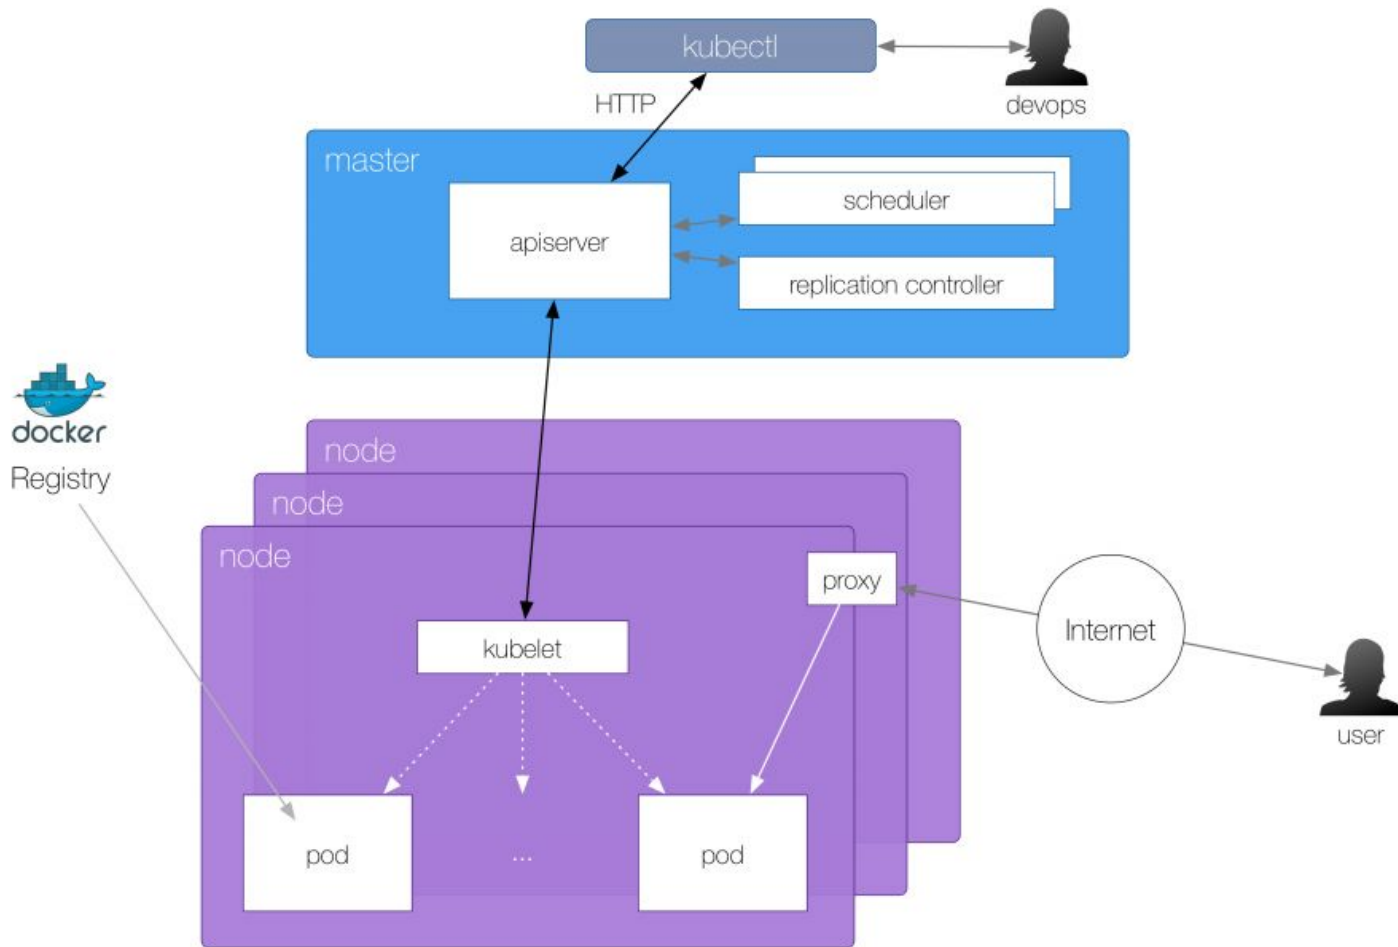 kubectl
devops
HTTP
master
apiserver
scheduler
replication controller
docker
Registry
node
node
node
proxy
kubelet
Internet
user
pod
...
pod